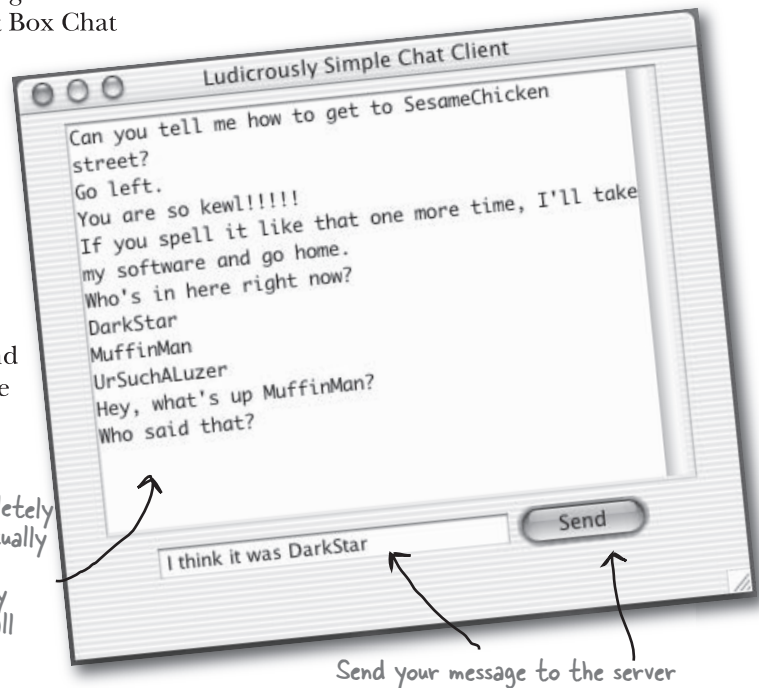 Box Chat
Ludicrously Simple Chat Client
Can you tell me how to get to SesameChicken
street?
Go left.
You are so kewl!!!!!
If you spell it like that one more time, I'll take
my software and go home.
Who's in here right now?
DarkStar
MuffinMan
UrSuchALuzer
Hey, what's up MuffinMan?
Who said that?
I think it was DarkStar
Send
Send your message to the server